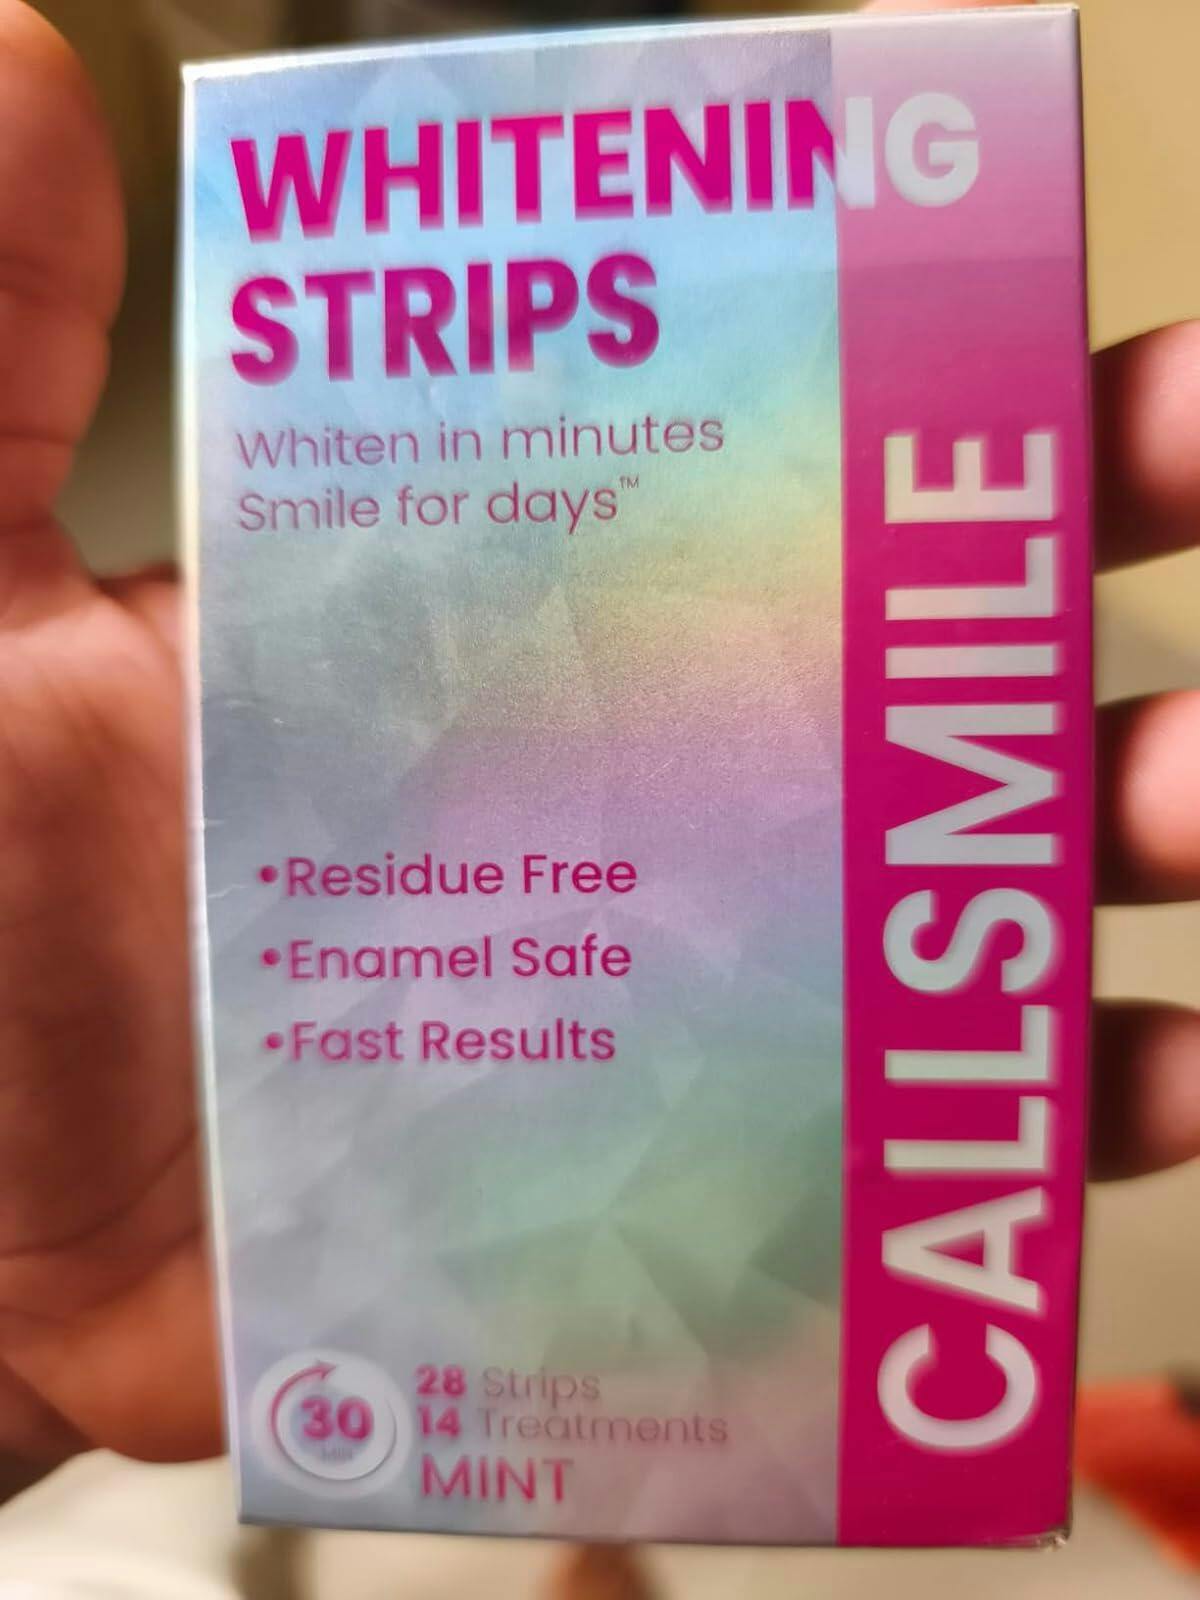 WHITENING
STRIPS
Whiten in minutes
Smile for days™
•Residue Free
•Enamel Safe
•Fast Results
30
MIN
28 Strips
14 Treatments
MINT
CALLSMILE